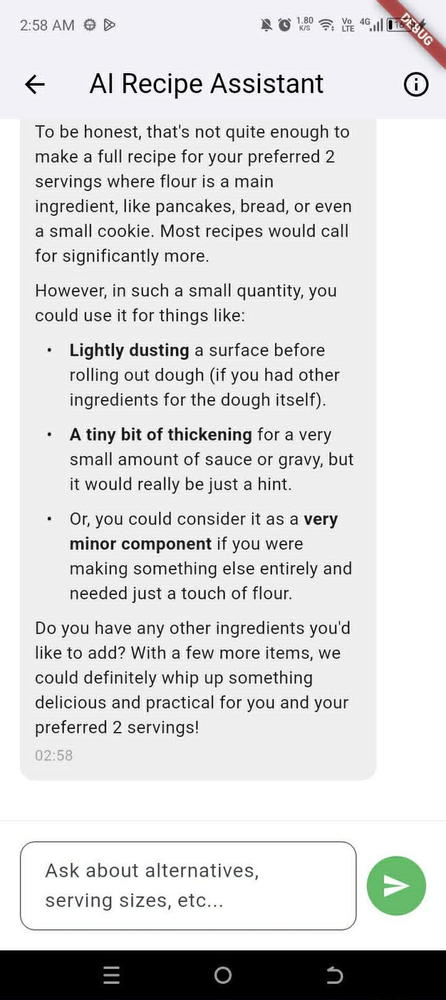 2:58 AM
1.80
K/S
Vo
LTE
4G
DEBUG
AI Recipe Assistant
To be honest, that's not quite enough to
make a full recipe for your preferred 2
servings where flour is a main
ingredient, like pancakes, bread, or even
a small cookie. Most recipes would call
for significantly more.
However, in such a small quantity, you
could use it for things like:
• Lightly dusting a surface before
rolling out dough (if you had other
ingredients for the dough itself).
• A tiny bit of thickening for a very
small amount of sauce or gravy, but
it would really be just a hint.
• Or, you could consider it as a very
minor component if you were
making something else entirely and
needed just a touch of flour.
Do you have any other ingredients you'd
like to add? With a few more items, we
could definitely whip up something
delicious and practical for you and your
preferred 2 servings!
02:58
Ask about alternatives,
serving sizes, etc...